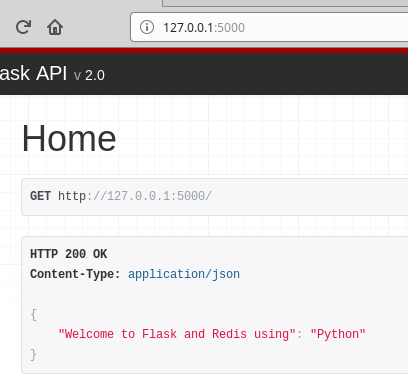 127.0.0.1:5000
ask API v 2.0
Home
GET http://127.0.0.1:5000/
HTTP 200 OK
Content-Type: application/json
{
"Welcome to Flask and Redis using": "Python"
}